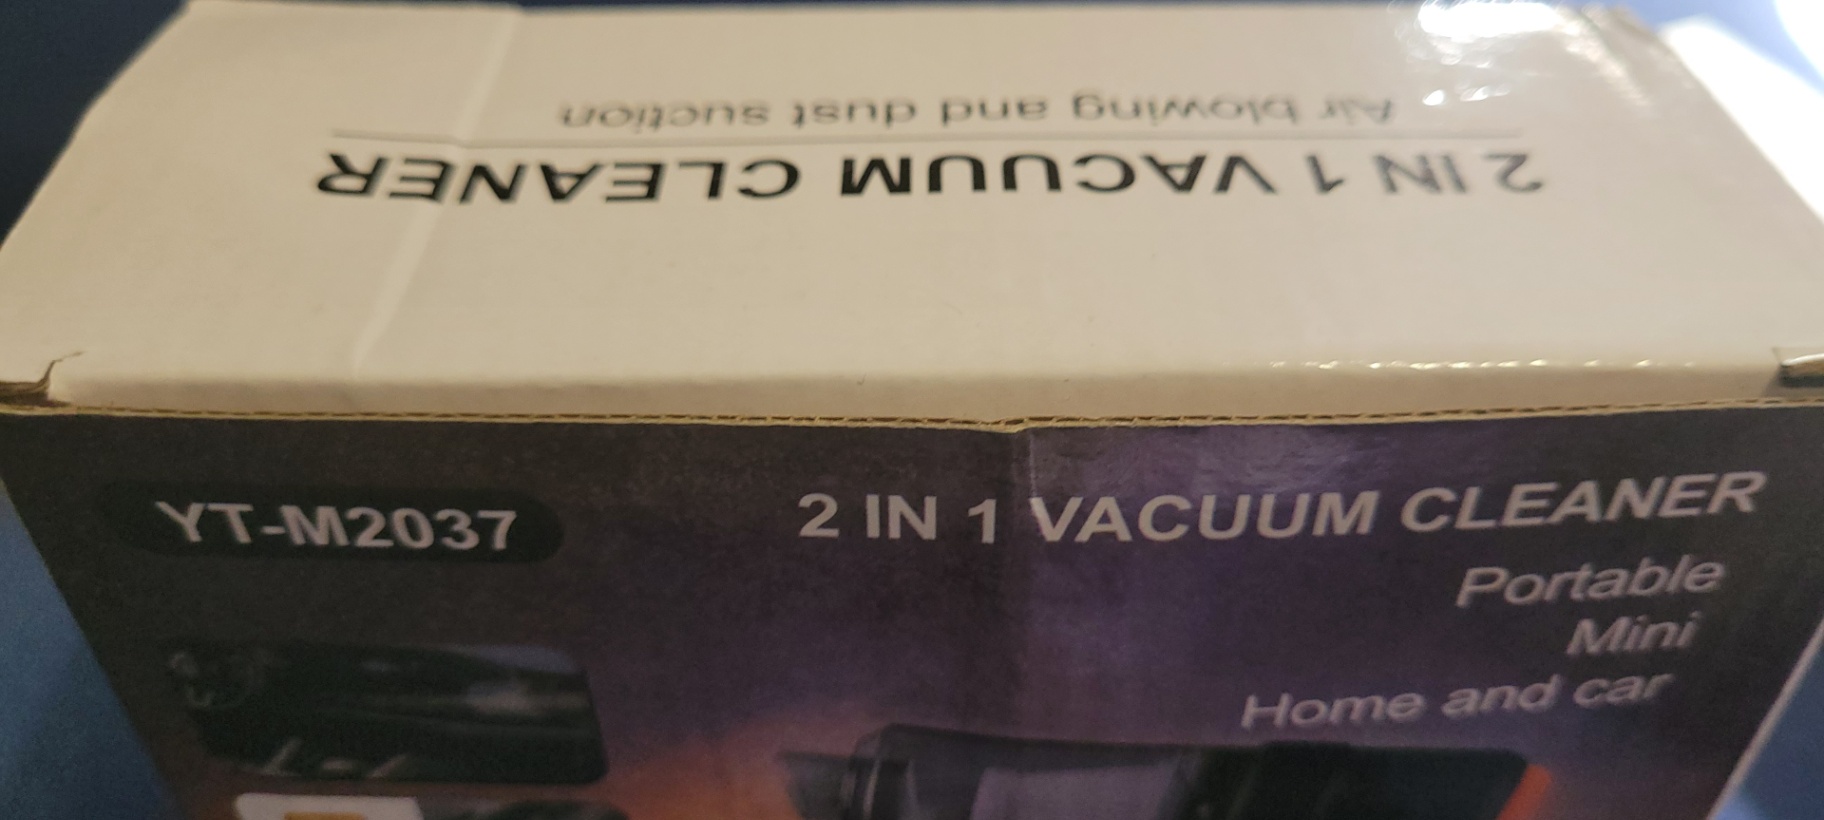 2 IN 1 VACUUM CLEANER
Air blowing and dust suction
YT-M2037
2 IN 1 VACUUM CLEANER
Portable
Mini
Home and car